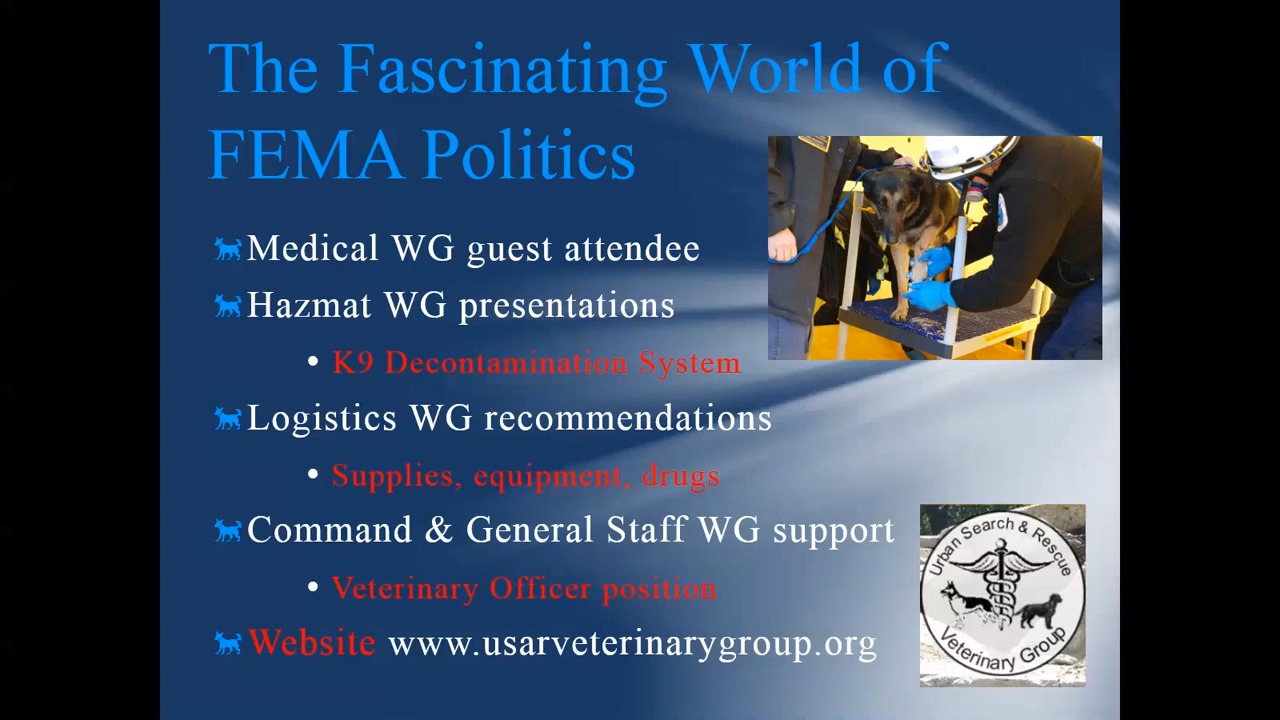 The Fascinating World of
FEMA Politics
Medical WG guest attendee
Hazmat WG presentations
• K9 Decontamination System
Logistics WG recommendations
• Supplies, equipment, drugs
Command & General Staff WG support
• Veterinary Officer position
Website www.usarveterinarygroup.org
Urban Search & Rescue
Veterinary Group